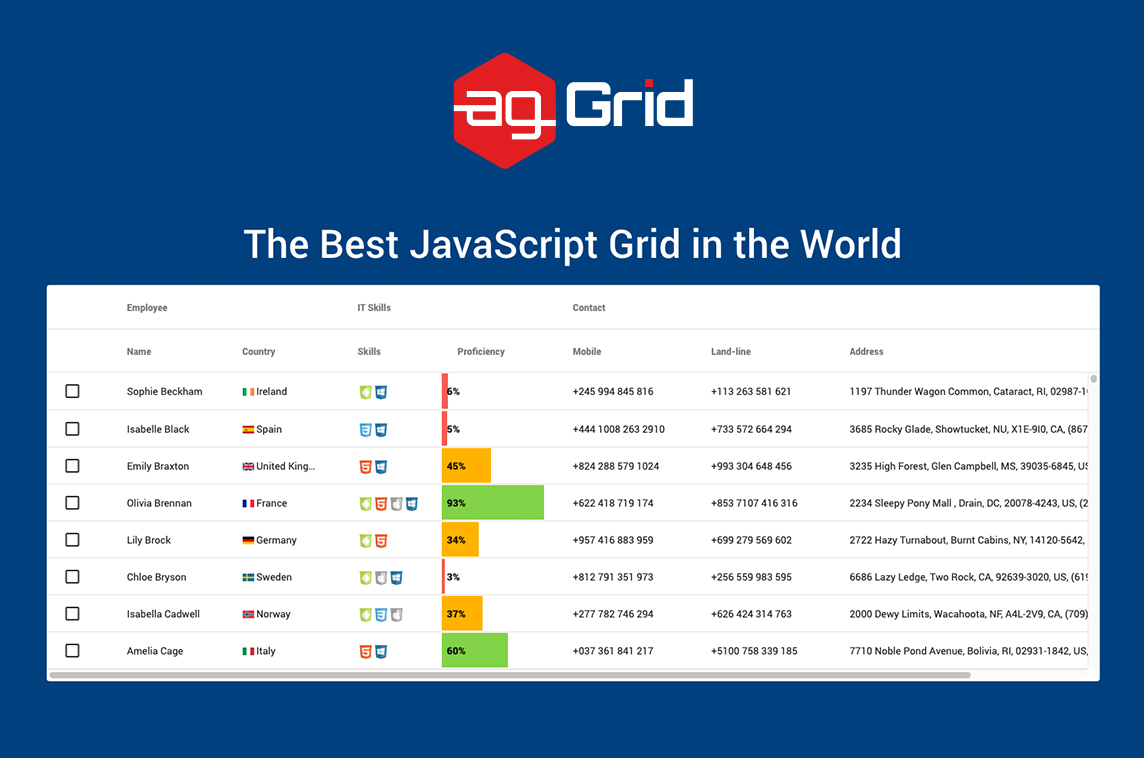 ag Grid
The Best JavaScript Grid in the World
Employee IT Skills Contact
Name Country Skills Proficiency Mobile Land-line Address
Sophie Beckham Ireland 6% +245 994 845 816 +113 263 581 621 1197 Thunder Wagon Common, Cataract, RI, 02987-1
Isabelle Black Spain 5% +444 1008 263 2910 +733 572 664 294 3685 Rocky Glade, Showtucket, NU, X1E-9I0, CA, (867
Emily Braxton United King... 45% +824 288 579 1024 +993 304 648 456 3235 High Forest, Glen Campbell, MS, 39035-6845, US
Olivia Brennan France 93% +622 418 719 174 +853 7107 416 316 2234 Sleepy Pony Mall , Drain, DC, 20078-4243, US, (2
Lily Brock Germany 34% +957 416 883 959 +699 279 569 602 2722 Hazy Turnabout, Burnt Cabins, NY, 14120-5642,
Chloe Bryson Sweden 3% +812 791 351 973 +256 559 983 595 6686 Lazy Ledge, Two Rock, CA, 92639-3020, US, (619
Isabella Cadwell Norway 37% +277 782 746 294 +626 424 314 763 2000 Dewy Limits, Wacahoota, NF, A4L-2V9, CA, (709)
Amelia Cage Italy 60% +037 361 841 217 +5100 758 339 185 7710 Noble Pond Avenue, Bolivia, RI, 02931-1842, US,